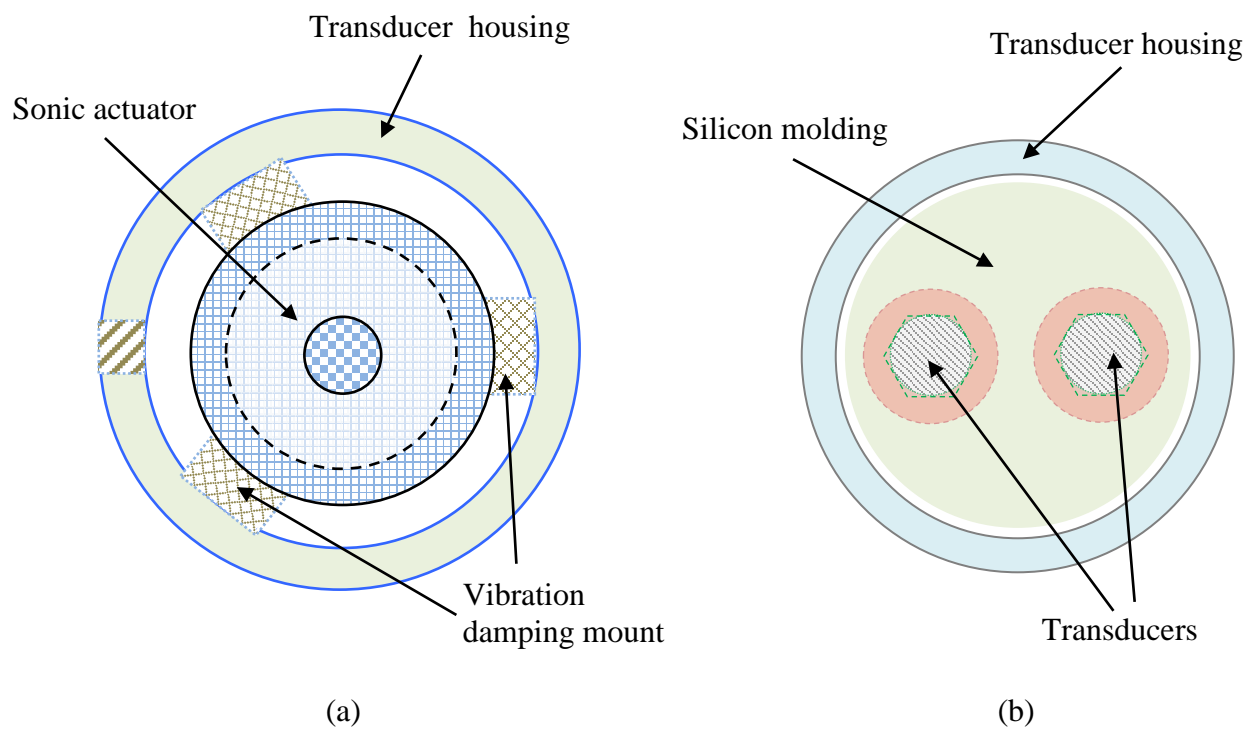 Transducer housing
Sonic actuator
Vibration
damping mount
(a)
Transducer housing
Silicon molding
Transducers
(b)